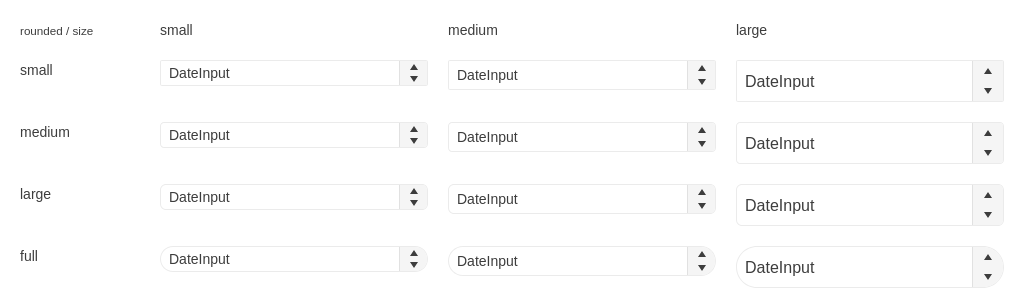 rounded / size small medium large
small DateInput DateInput DateInput
medium DateInput DateInput DateInput
large DateInput DateInput DateInput
full DateInput DateInput DateInput